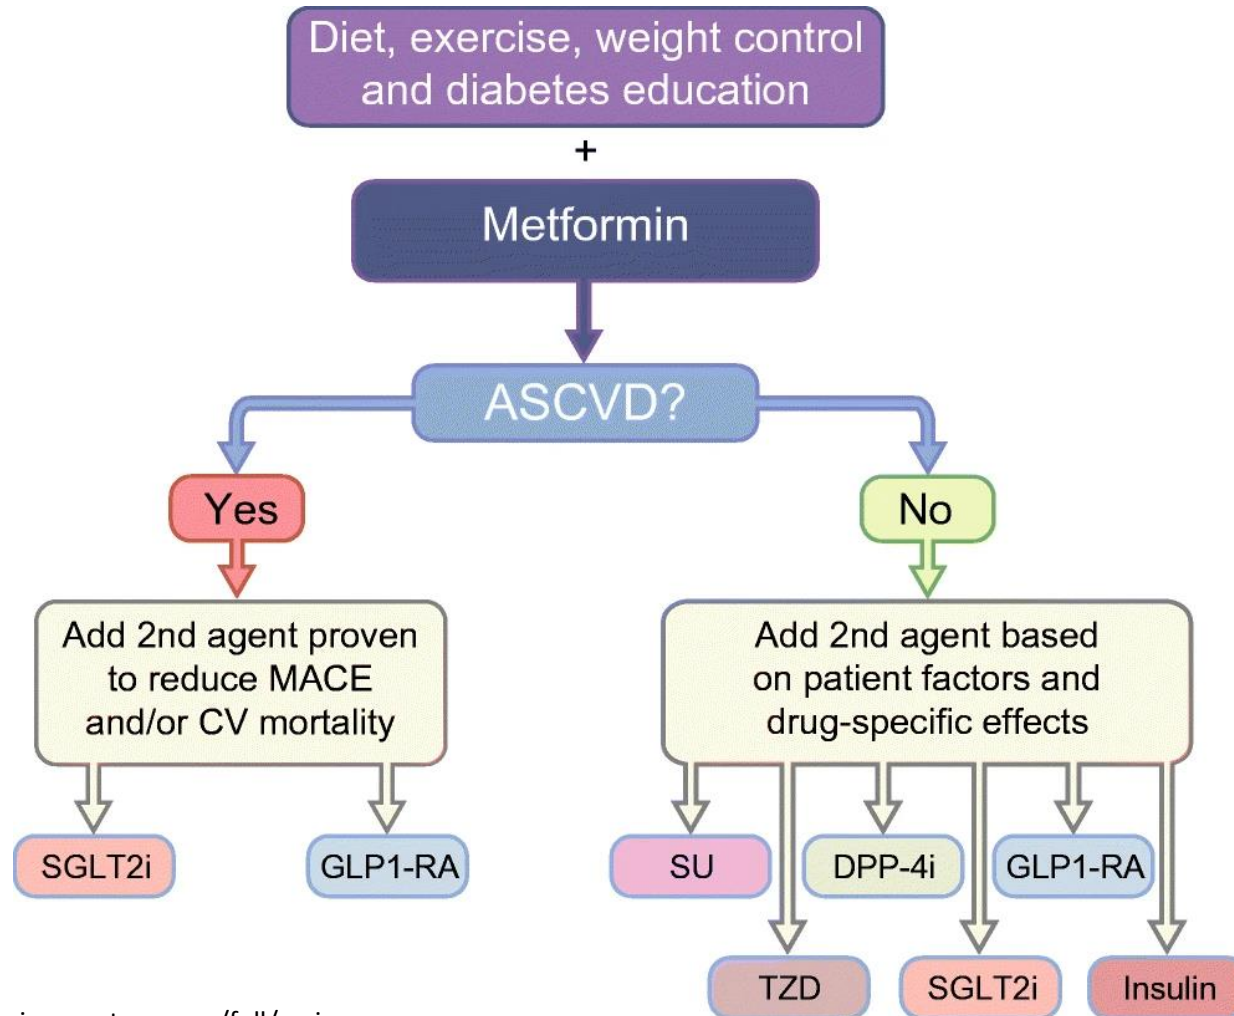 Diet, exercise, weight control
and diabetes education
+
Metformin
ASCVD?
Yes
No
Add 2nd agent proven
to reduce MACE
and/or CV mortality
Add 2nd agent based
on patient factors and
drug-specific effects
SGLT2i
GLP1-RA
SU
DPP-4i
GLP1-RA
TZD
SGLT2i
Insulin